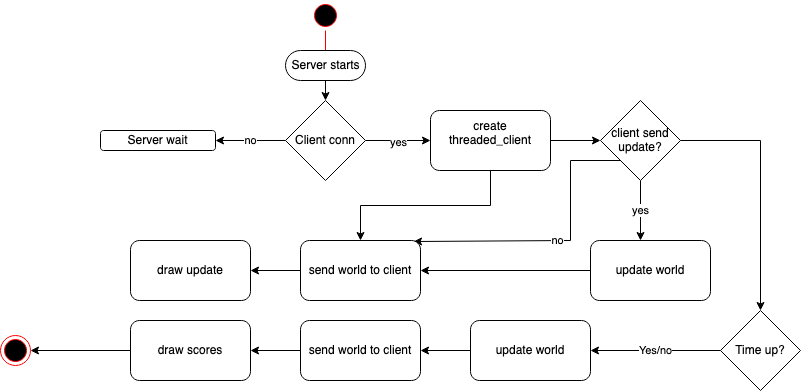 Server starts
Client conn
no
Server wait
yes
create
threaded_client
client send
update?
yes
no
draw update
send world to client
update world
draw scores
send world to client
update world
Yes/no
Time up?